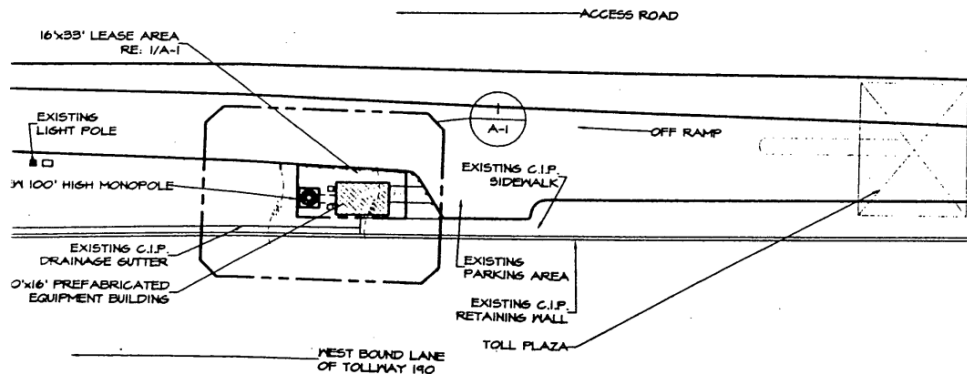 ACCESS ROAD
16'x33' LEASE AREA
RE: 1/A-1
1
A-1
OFF RAMP
EXISTING
LIGHT POLE
EXISTING C.I.P.
SIDEWALK
EW 100' HIGH MONOPOLE
EXISTING C.I.P.
DRAINAGE GUTTER
EXISTING
PARKING AREA
0'x16' PREFABRICATED
EQUIPMENT BUILDING
EXISTING C.I.P.
RETAINING WALL
TOLL PLAZA
WEST BOUND LANE
OF TOLLWAY 190